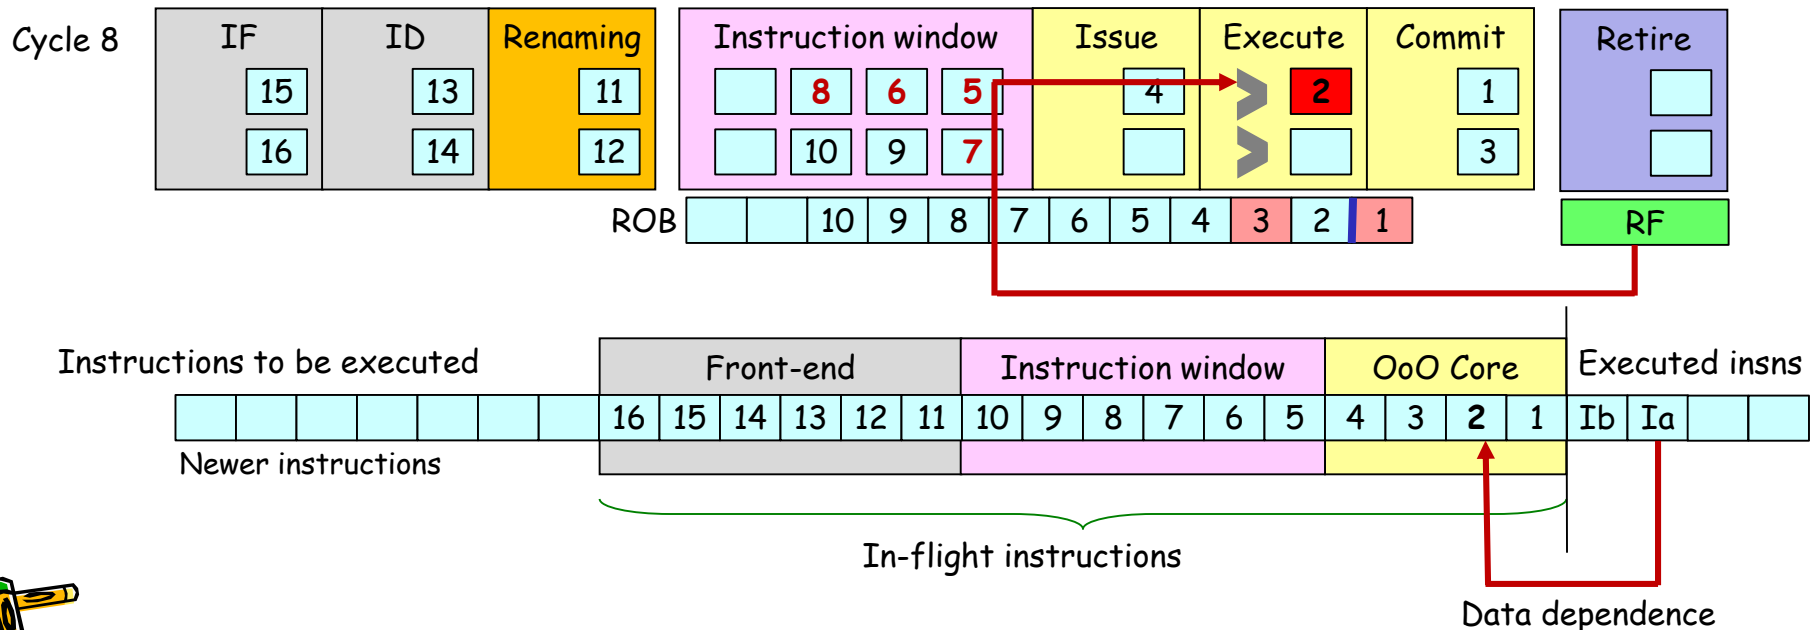 Cycle 8
IF ID Renaming Instruction window Issue Execute Commit Retire
15 13 11 8 6 5 4 2 1
16 14 12 10 9 7 3
ROB 10 9 8 7 6 5 4 3 2 1 RF
Instructions to be executed Front-end Instruction window OoO Core Executed insns
16 15 14 13 12 11 10 9 8 7 6 5 4 3 2 1 Ib Ia
Newer instructions
In-flight instructions
Data dependence